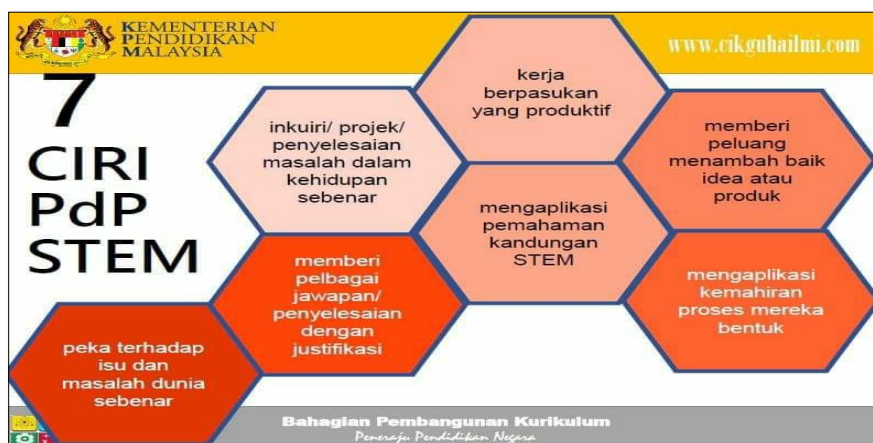 KEMENTERIAN
PENDIDIKAN
MALAYSIA
www.cikguhailmi.com
7
CIRI
PdP
STEM
inkuiri/ projek/
penyelesaian
masalah dalam
kehidupan
sebenar
kerja
berpasukan
yang produktif
memberi
peluang
menambah baik
idea atau
produk
mengaplikasi
pemahaman
kandungan
STEM
memberi
pelbagai
jawapan/
penyelesaian
dengan
justifikasi
mengaplikasi
kemahiran
proses mereka
bentuk
peka terhadap
isu dan
masalah dunia
sebenar
Bahagian Pembangunan Kurikulum
Peneraju Pendidikan Negara